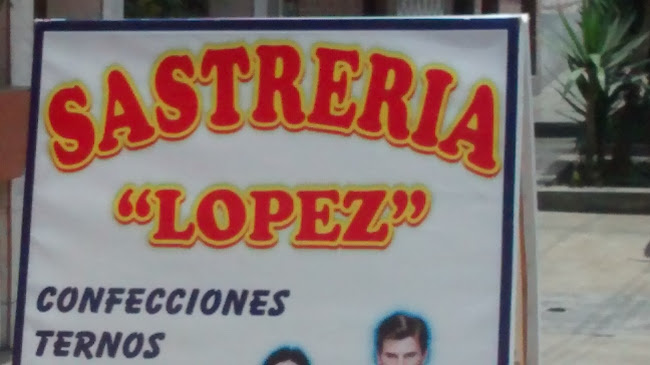 SASTRERIA
"LOPEZ"
CONFECCIONES
TERNOS